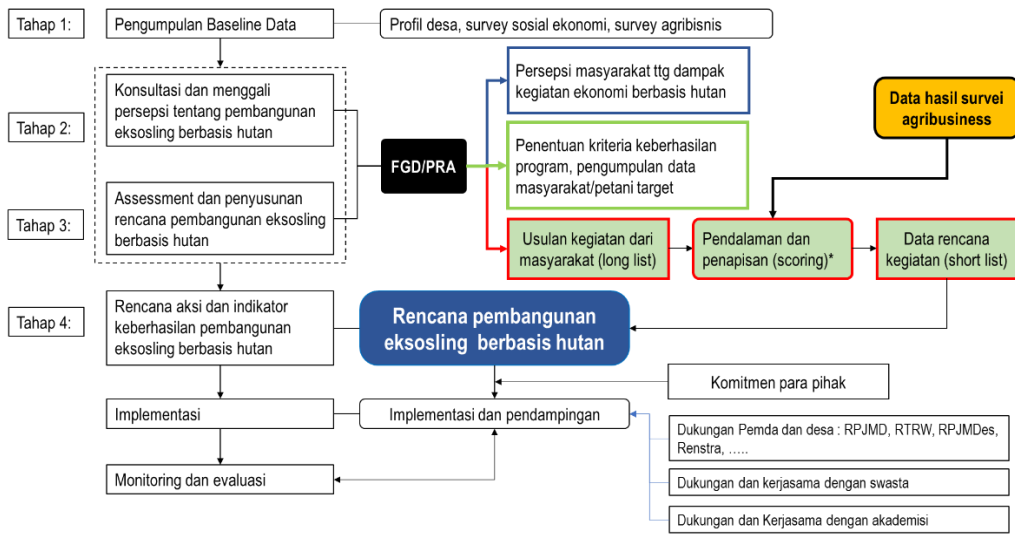 Tahap 1:
Pengumpulan Baseline Data
Profil desa, survey sosial ekonomi, survey agribisnis
Tahap 2:
Konsultasi dan menggali
persepsi tentang pembangunan
eksosling berbasis hutan
Tahap 3:
Assessment dan penyusunan
rencana pembangunan eksosling
berbasis hutan
FGD/PRA
Persepsi masyarakat ttg dampak
kegiatan ekonomi berbasis hutan
Penentuan kriteria keberhasilan
program, pengumpulan data
masyarakat/petani target
Data hasil survei
agribusiness
Usulan kegiatan dari
masyarakat (long list)
Pendalaman dan
penapisan (scoring)*
Data rencana
kegiatan (short list)
Tahap 4:
Rencana aksi dan indikator
keberhasilan pembangunan
eksosling berbasis hutan
Rencana pembangunan
eksosling berbasis hutan
Komitmen para pihak
Implementasi
Implementasi dan pendampingan
Dukungan Pemda dan desa : RPJMD, RTRW, RPJMDes,
Renstra, .....
Monitoring dan evaluasi
Dukungan dan kerjasama dengan swasta
Dukungan dan Kerjasama dengan akademisi